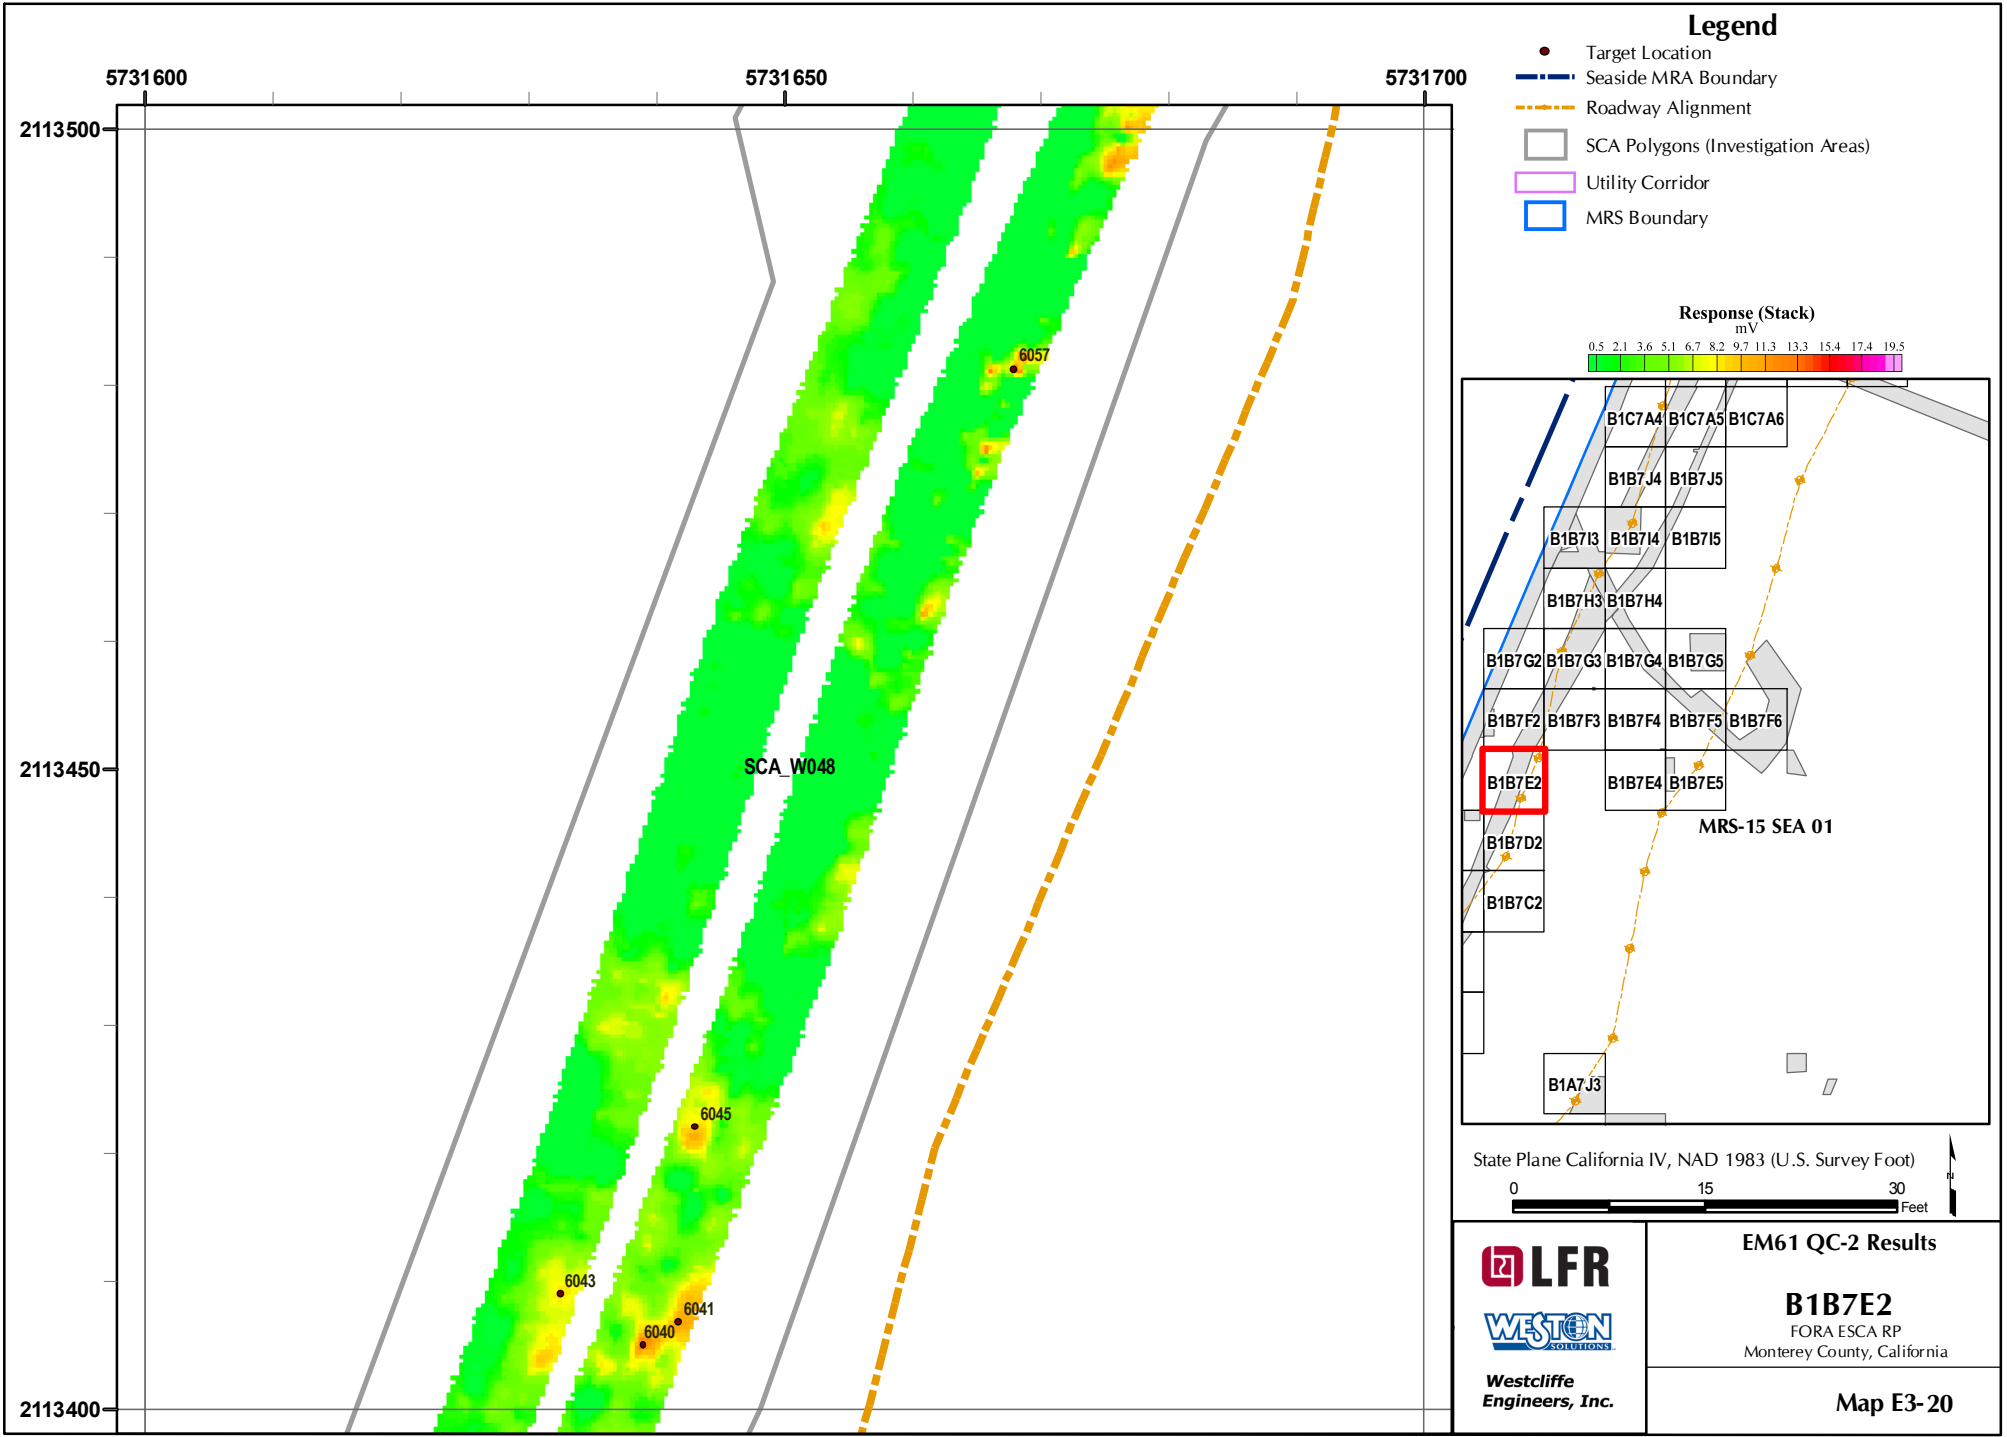 5731600
5731650
5731700
2113500
2113450
2113400
6057
SCA_W048
6045
6043
6041
6040
Legend
Target Location
Seaside MRA Boundary
Roadway Alignment
SCA Polygons (Investigation Areas)
Utility Corridor
MRS Boundary
Response (Stack)
mV
0.5 2.1 3.6 5.1 6.7 8.2 9.7 11.3 13.3 15.4 17.4 19.5
B1C7A4 B1C7A5 B1C7A6
B1B7J4 B1B7J5
B1B7I3 B1B7I4 B1B7I5
B1B7H3 B1B7H4
B1B7G2 B1B7G3 B1B7G4 B1B7G5
B1B7F2 B1B7F3 B1B7F4 B1B7F5 B1B7F6
B1B7E2 B1B7E4 B1B7E5
MRS-15 SEA 01
B1B7D2
B1B7C2
B1A7J3
State Plane California IV, NAD 1983 (U.S. Survey Foot)
0 15 30
Feet
N
LFR
WESTON
SOLUTIONS
Westcliffe
Engineers, Inc.
EM61 QC-2 Results
B1B7E2
FORA ESCA RP
Monterey County, California
Map E3-20